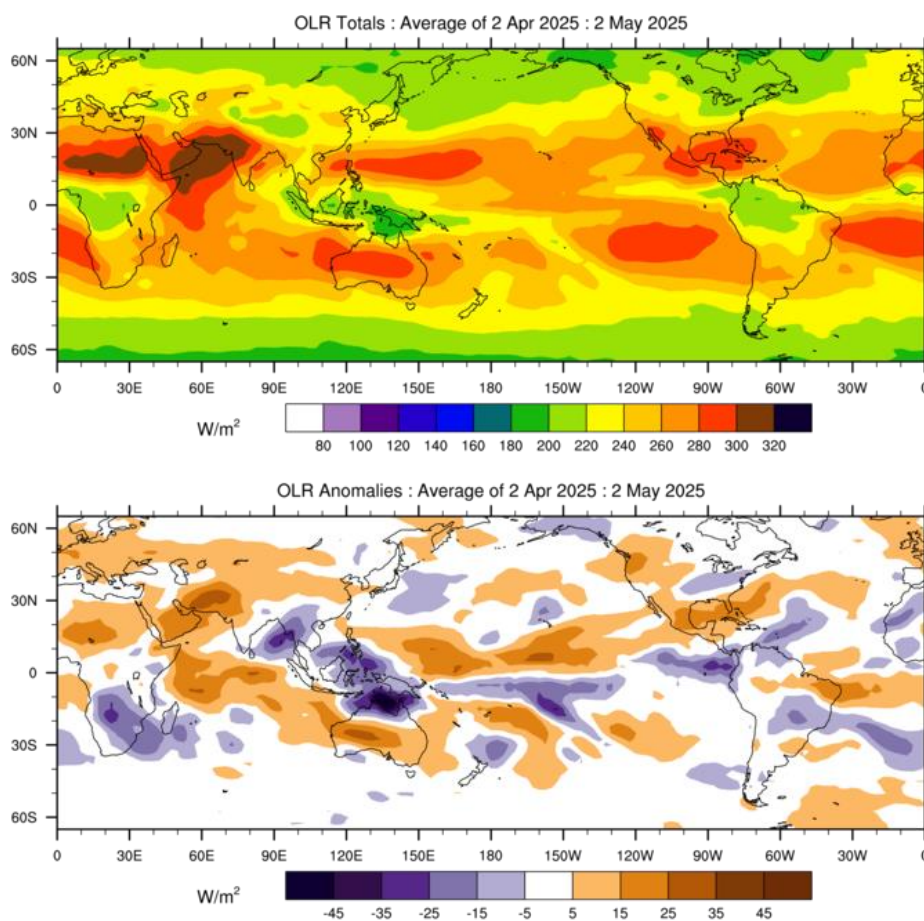 OLR Totals : Average of 2 Apr 2025 : 2 May 2025
60N
30N
0
30S
60S
0 30E 60E 90E 120E 150E 180 150W 120W 90W 60W 30W 0
W/m²
80 100 120 140 160 180 200 220 240 260 280 300 320
OLR Anomalies : Average of 2 Apr 2025 : 2 May 2025
60N
30N
0
30S
60S
0 30E 60E 90E 120E 150E 180 150W 120W 90W 60W 30W 0
W/m²
-45 -35 -25 -15 -5 5 15 25 35 45